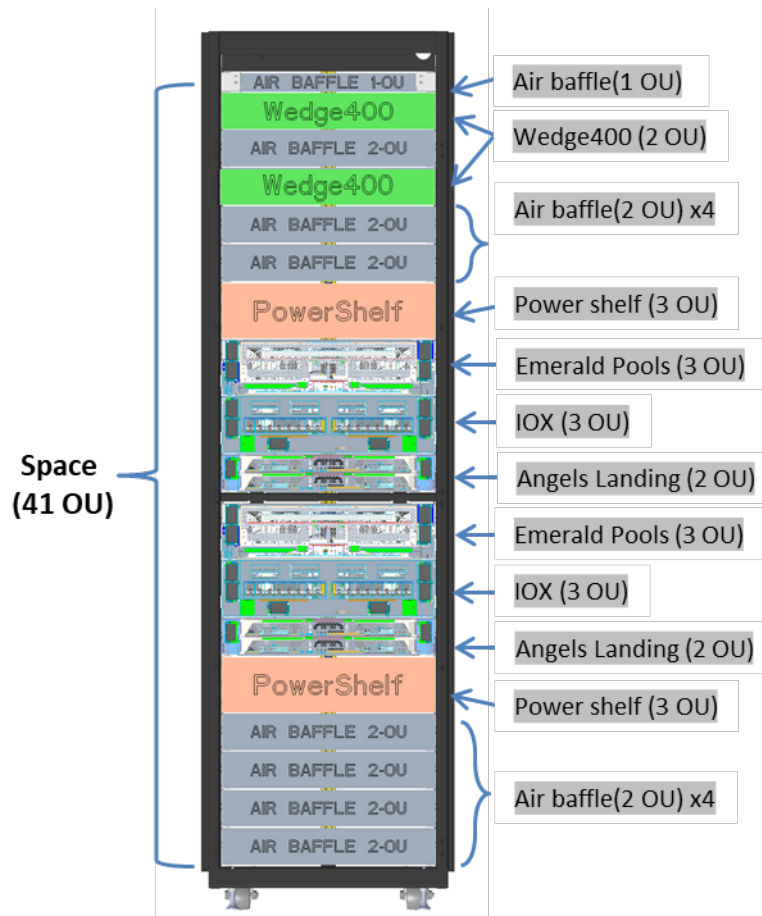 AIR BAFFLE 1-OU
Wedge400
AIR BAFFLE 2-OU
Wedge400
AIR BAFFLE 2-OU
AIR BAFFLE 2-OU
PowerShelf
PowerShelf
AIR BAFFLE 2-OU
AIR BAFFLE 2-OU
AIR BAFFLE 2-OU
AIR BAFFLE 2-OU
Space
(41 OU)
Air baffle(1 OU)
Wedge400 (2 OU)
Air baffle(2 OU) x4
Power shelf (3 OU)
Emerald Pools (3 OU)
IOX (3 OU)
Angels Landing (2 OU)
Emerald Pools (3 OU)
IOX (3 OU)
Angels Landing (2 OU)
Power shelf (3 OU)
Air baffle(2 OU) x4